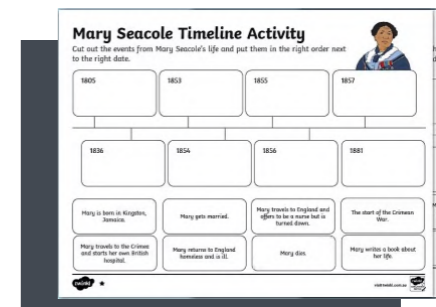 Mary Seacole Timeline Activity
Cut out the events from Mary Seacole's life and put them in the right order next
to the right date.
1805
1853
1855
1857
1836
1854
1856
1881
Mary is born in Kingston,
Jamaica.
Mary gets married.
Mary travels to England and
offers to be a nurse but is
turned down.
The start of the Crimean
War.
Mary travels to the Crimea
and starts her own British
hospital.
Mary returns to England
homeless and is ill.
Mary dies.
Mary writes a book about
her life.
twinkl
visit twinkl.com.au